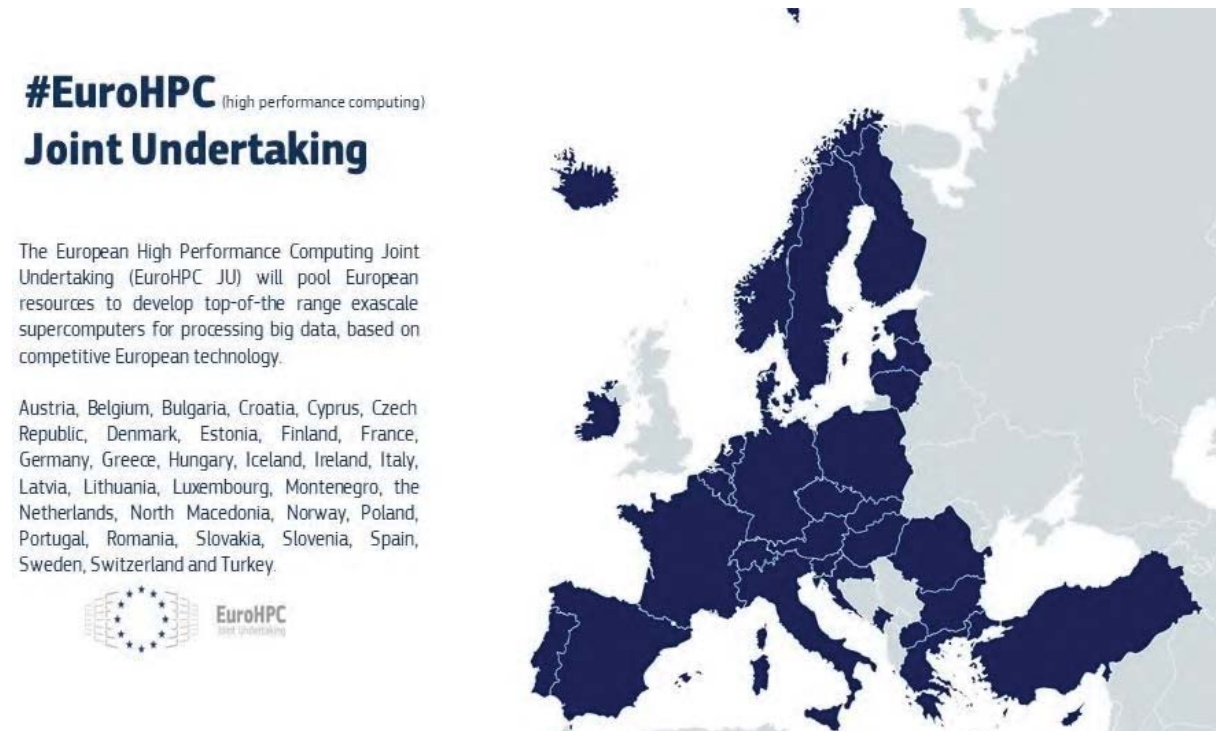 #EuroHPC (high performance computing)
Joint Undertaking
The European High Performance Computing Joint
Undertaking (EuroHPC JU) will pool European
resources to develop top-of-the range exascale
supercomputers for processing big data, based on
competitive European technology.
Austria, Belgium, Bulgaria, Croatia, Cyprus, Czech
Republic, Denmark, Estonia, Finland, France,
Germany, Greece, Hungary, Iceland, Ireland, Italy,
Latvia, Lithuania, Luxembourg, Montenegro, the
Netherlands, North Macedonia, Norway, Poland,
Portugal, Romania, Slovakia, Slovenia, Spain,
Sweden, Switzerland and Turkey.
EuroHPC
Joint Undertaking